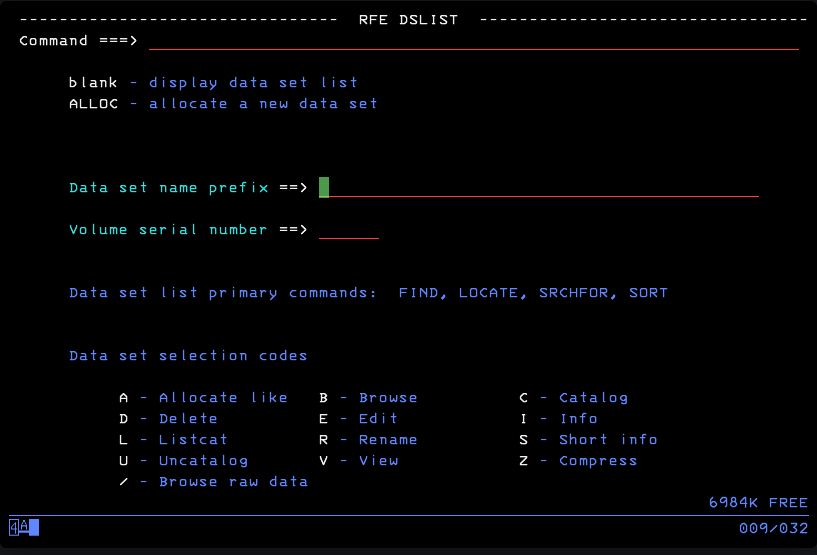 -------------------------------- RFE DSLIST ---------------------------------
Command ===>
blank - display data set list
ALLOC - allocate a new data set
Data set name prefix ==>
Volume serial number ==>
Data set list primary commands: FIND, LOCATE, SRCHFOR, SORT
Data set selection codes
A - Allocate like B - Browse C - Catalog
D - Delete E - Edit I - Info
L - Listcat R - Rename S - Short info
U - Uncatalog V - View Z - Compress
/ - Browse raw data
6984K FREE
4A 009/032